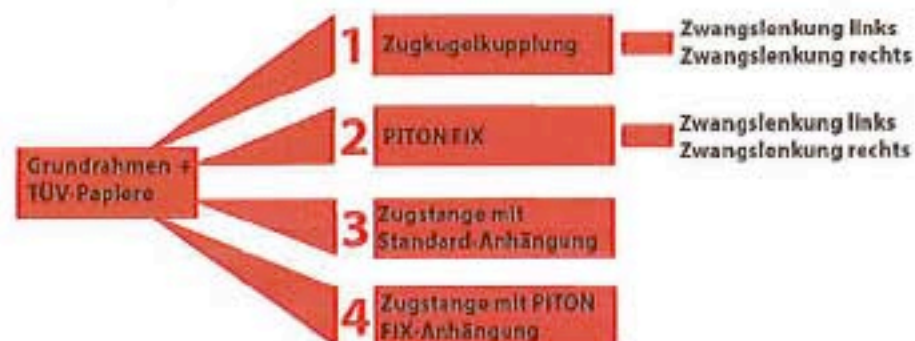 Grundrahmen +
TÜV-Papiere
1 Zugkugelkupplung
Zwangslenkung links
Zwangslenkung rechts
2 PITON FIX
Zwangslenkung links
Zwangslenkung rechts
3 Zugstange mit
Standard-Anhängung
4 Zugstange mit PITON
FIX-Anhängung